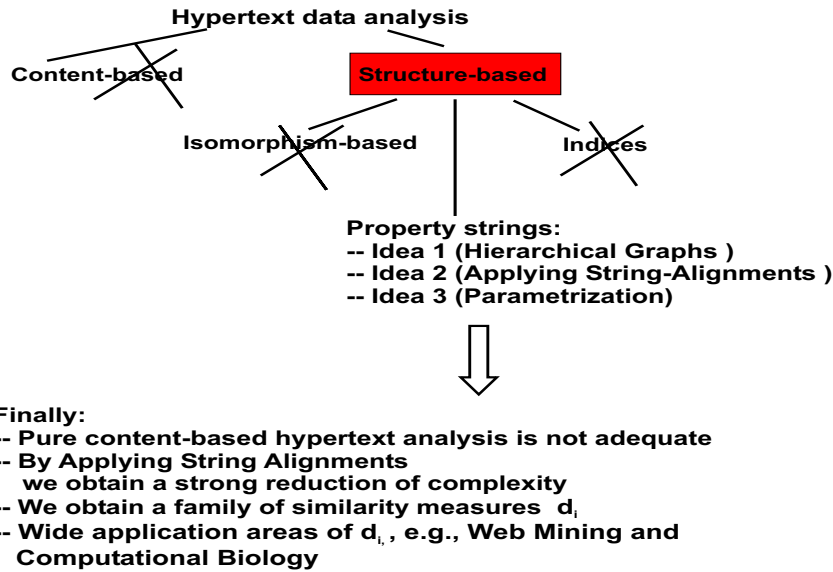 Hypertext data analysis
Content-based
Structure-based
Isomorphism-based
Indices
Property strings:
-- Idea 1 (Hierarchical Graphs )
-- Idea 2 (Applying String-Alignments )
-- Idea 3 (Parametrization)
Finally:
-- Pure content-based hypertext analysis is not adequate
-- By Applying String Alignments
we obtain a strong reduction of complexity
-- We obtain a family of similarity measures di
-- Wide application areas of di, , e.g., Web Mining and
Computational Biology